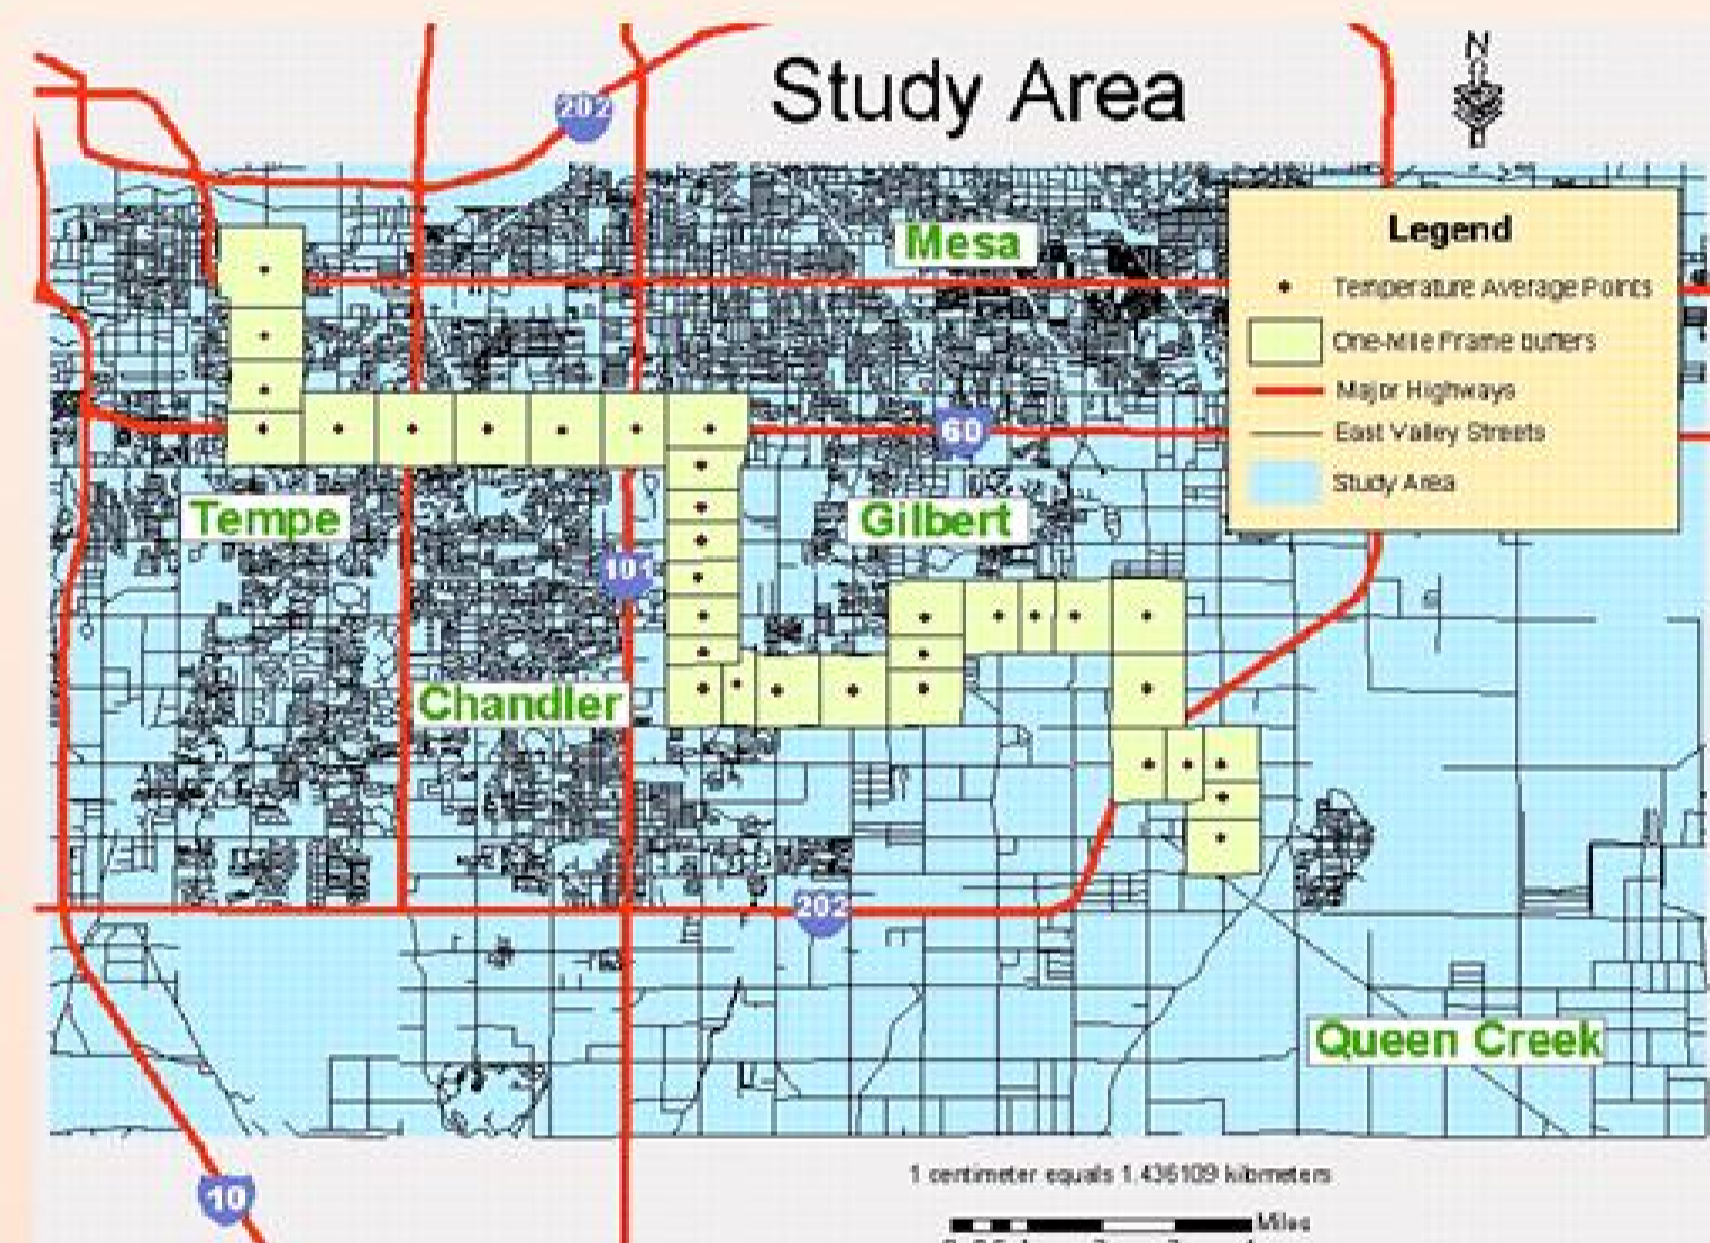 N
Study Area
202
Legend
Mesa
Temperature Average Points
One-Mile Frame buffers
Major Highways
60
East Valley Streets
Study Area
Tempe
Gilbert
101
Chandler
202
Queen Creek
1 centimeter equals 1.436109 kilometers
10
Miles